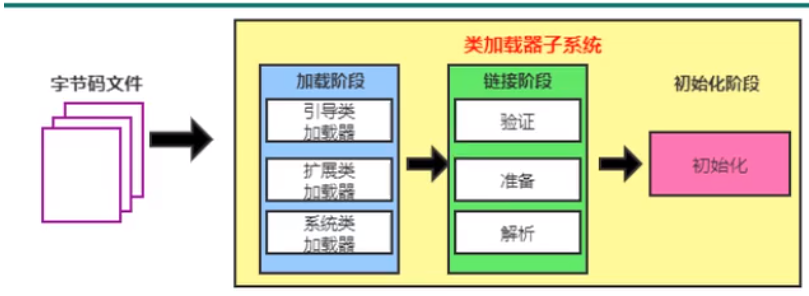 类加载器子系统
字节码文件
加载阶段
引导类
加载器
扩展类
加载器
系统类
加载器
链接阶段
验证
准备
解析
初始化阶段
初始化